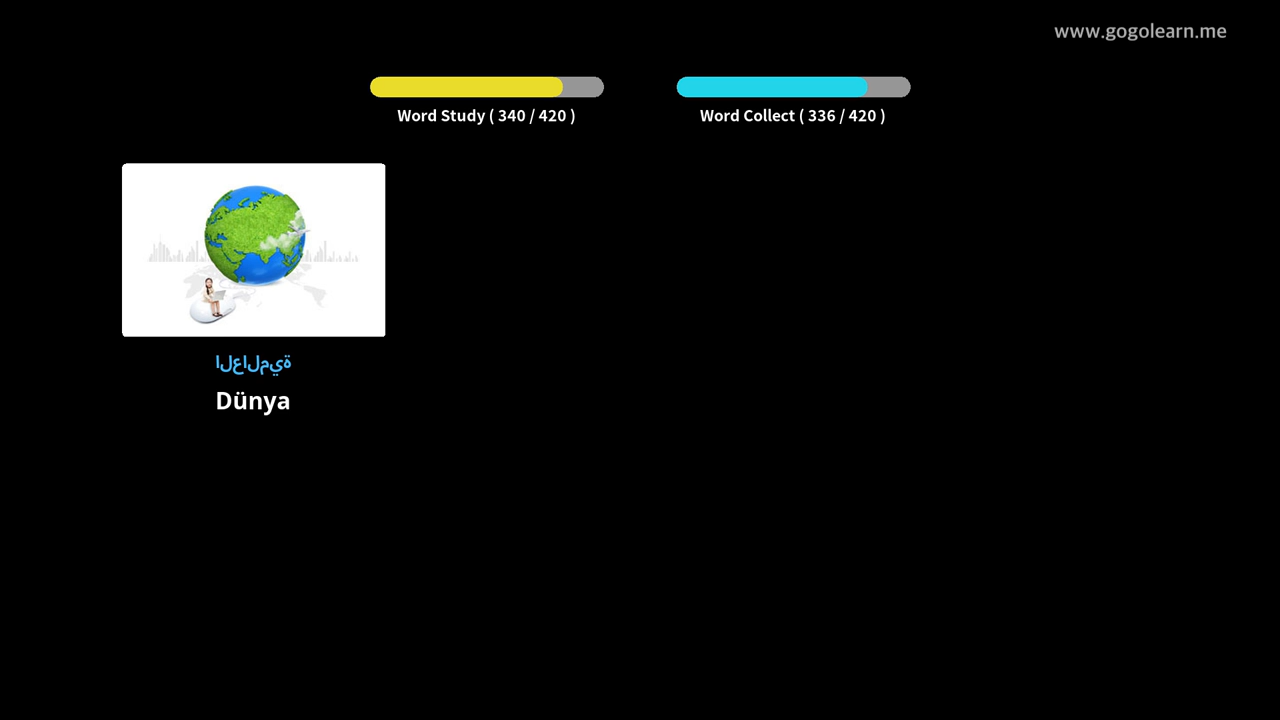 www.gogolearn.me
Word Study ( 340 / 420 )
Word Collect ( 336 / 420 )
العالمية
Dünya